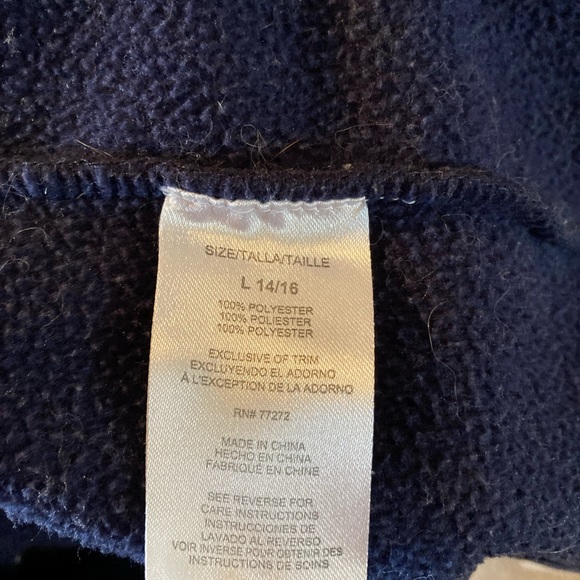 SIZE/TALLA/TAILLE
L 14/16
100% POLYESTER
100% POLIESTER
100% POLYESTER
EXCLUSIVE OF TRIM
EXCLUYENDO EL ADORNO
À L'EXCEPTION DE LA ADORNO
RN# 77272
MADE IN CHINA
HECHO EN CHINA
FABRIQUÉ EN CHINE
SEE REVERSE FOR
CARE INSTRUCTIONS
INSTRUCCIONES DE
LAVADO AL REVERSO
VOIR INVERSE POUR OBTENIR DES
INSTRUCTIONS DE SOINS